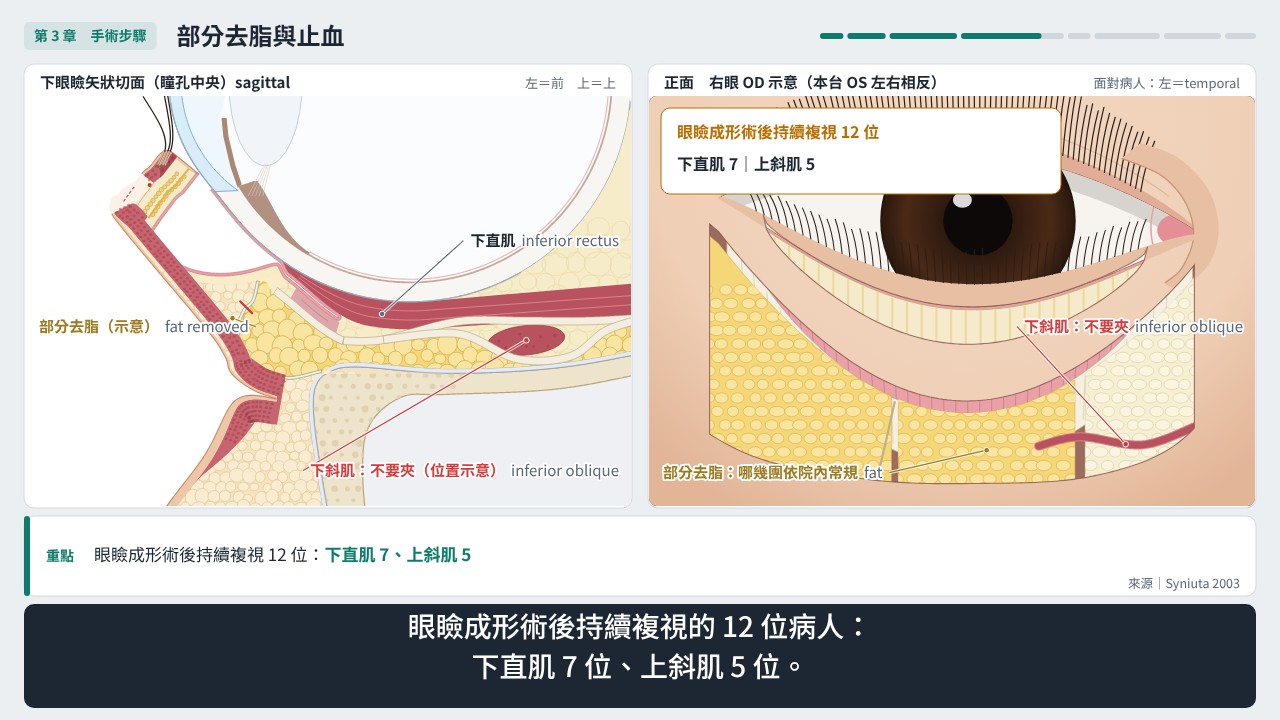 第 3 章　手術步驟
部分去脂與止血
下眼瞼矢狀切面（瞳孔中央）sagittal
左＝前　上＝上
下直肌 inferior rectus
部分去脂（示意） fat removed
下斜肌：不要夾（位置示意） inferior oblique
正面　右眼 OD 示意（本台 OS 左右相反）
面對病人：左＝temporal
眼瞼成形術後持續複視 12 位
下直肌 7｜上斜肌 5
下斜肌：不要夾 inferior oblique
部分去脂：哪幾團依院內常規 fat
重點　眼瞼成形術後持續複視 12 位：下直肌 7、上斜肌 5
來源｜Syniuta 2003
眼瞼成形術後持續複視的 12 位病人：
下直肌 7 位、上斜肌 5 位。